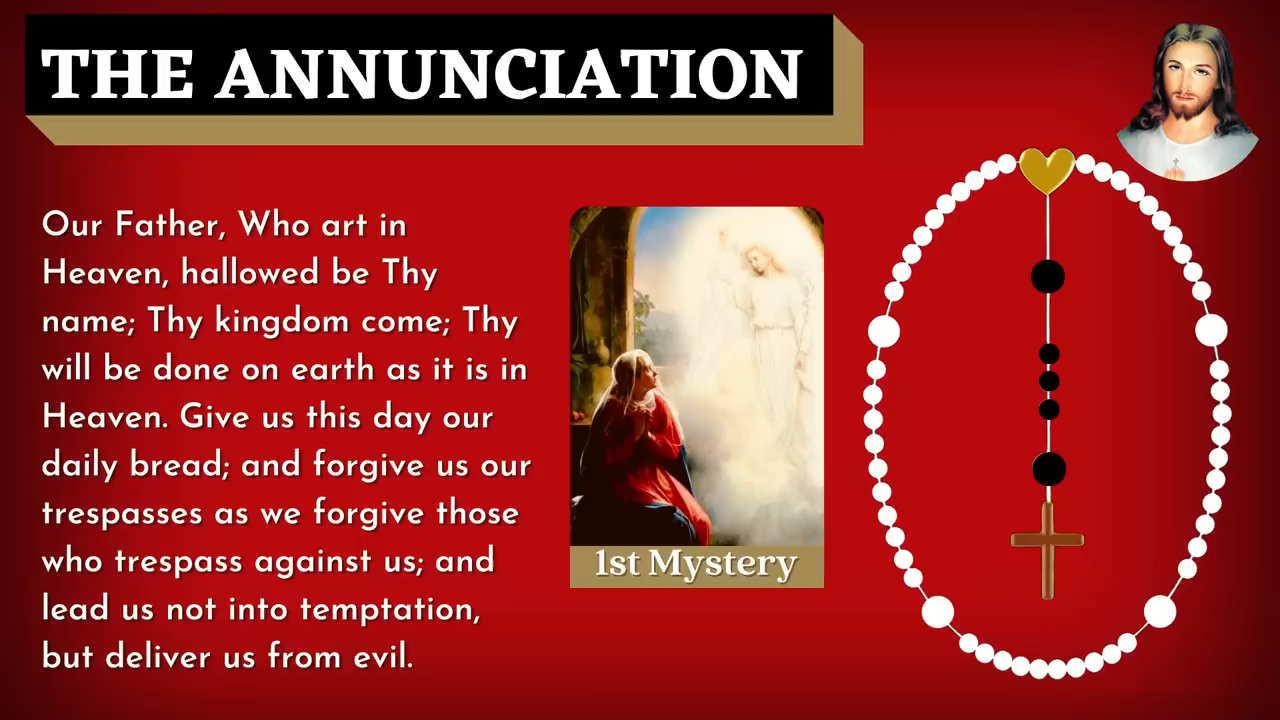 THE ANNUNCIATION
Our Father, Who art in
Heaven, hallowed be Thy
name; Thy kingdom come; Thy
will be done on earth as it is in
Heaven. Give us this day our
daily bread; and forgive us our
trespasses as we forgive those
who trespass against us; and
lead us not into temptation,
but deliver us from evil.
1st Mystery